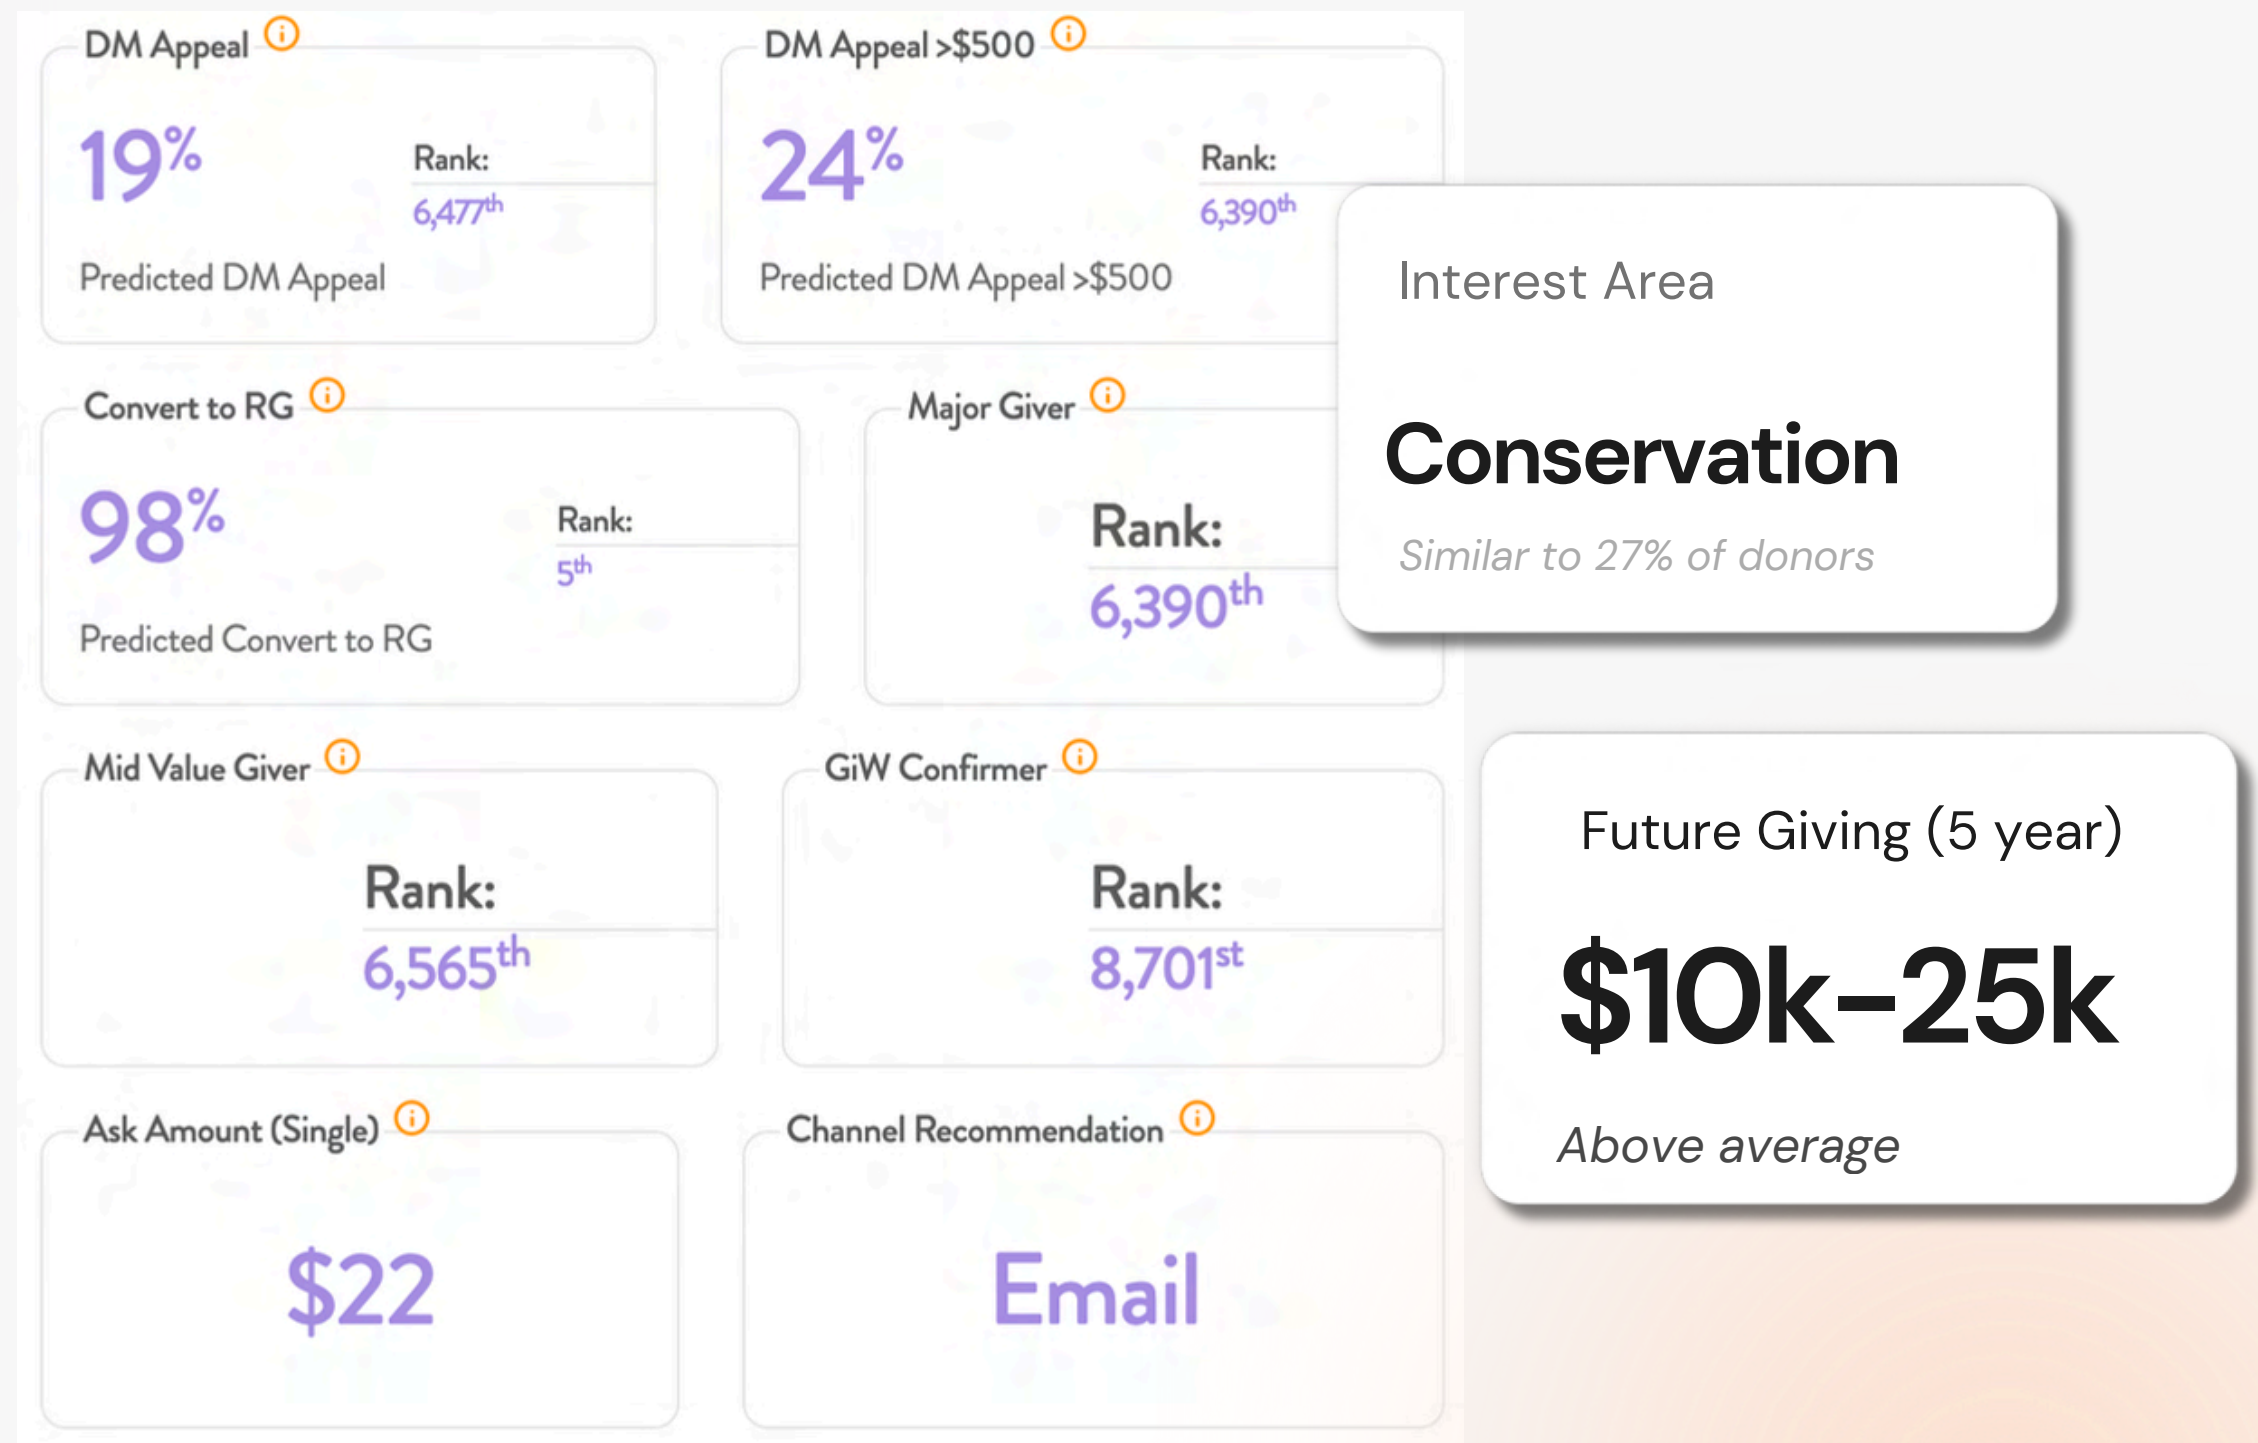 DM Appeal
19%
Rank:
6,477th
Predicted DM Appeal
DM Appeal >$500
24%
Rank:
6,390th
Predicted DM Appeal >$500
Convert to RG
98%
Rank:
5th
Predicted Convert to RG
Major Giver
Rank:
6,390th
Interest Area
Conservation
Similar to 27% of donors
Mid Value Giver
Rank:
6,565th
GiW Confirmer
Rank:
8,701st
Future Giving (5 year)
$10k–25k
Above average
Ask Amount (Single)
$22
Channel Recommendation
Email